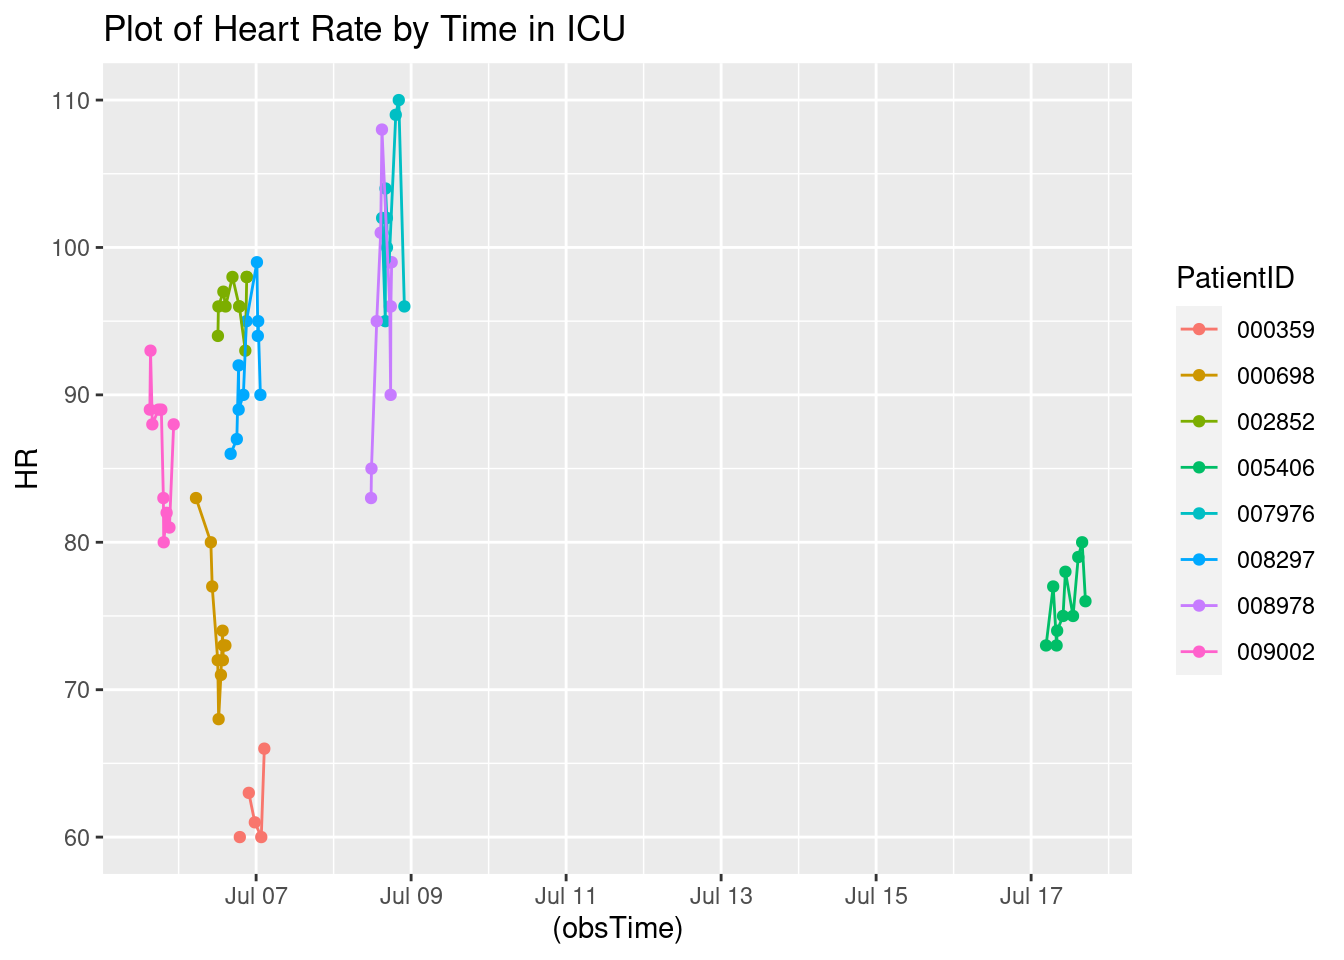 Plot of Heart Rate by Time in ICU
110
100
90
80
70
60
HR
Jul 07 Jul 09 Jul 11 Jul 13 Jul 15 Jul 17
(obsTime)
PatientID
000359
000698
002852
005406
007976
008297
008978
009002